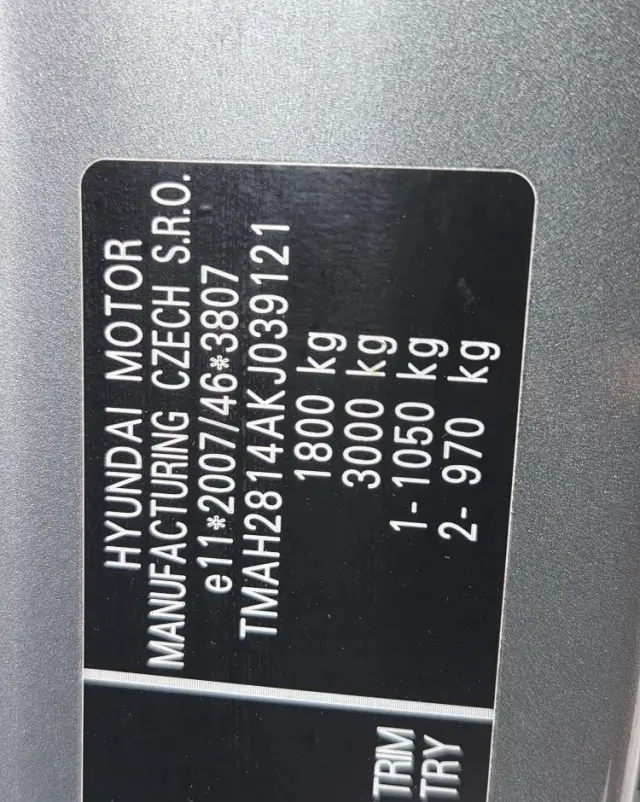 HYUNDAI MOTOR
MANUFACTURING CZECH S.R.O.
e11*2007/46*3807
TMAH2814AKJ039121
1800 kg
3000 kg
1- 1050 kg
2- 970 kg
TRIM
TRY